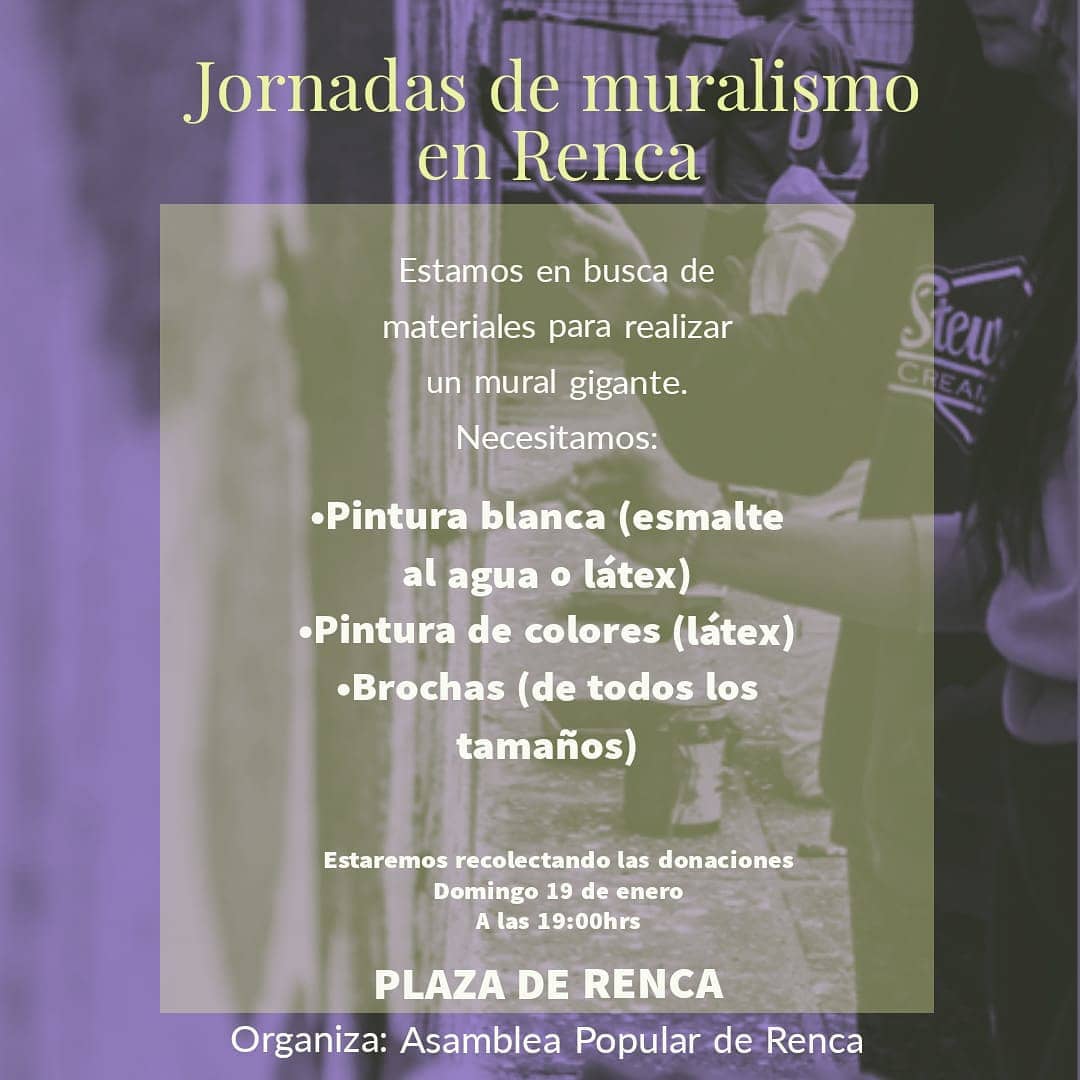 Jornadas de muralismo
en Renca
Estamos en busca de
materiales para realizar
un mural gigante.
Necesitamos:
•Pintura blanca (esmalte
al agua o látex)
•Pintura de colores (látex)
•Brochas (de todos los
tamaños)
Estaremos recolectando las donaciones
Domingo 19 de enero
A las 19:00hrs
PLAZA DE RENCA
Organiza: Asamblea Popular de Renca